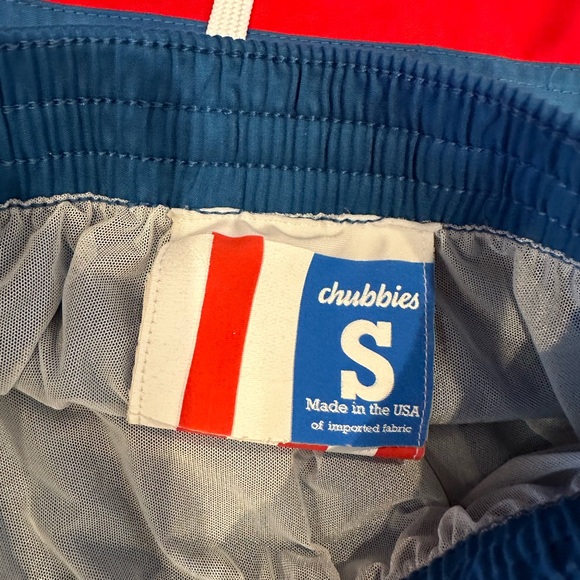 chubbies
S
Made in the USA
of imported fabric